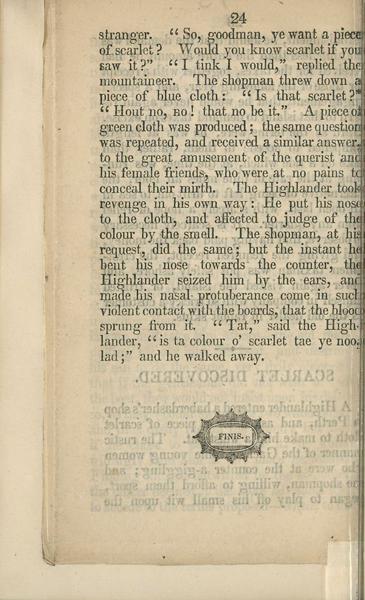 24
stranger. “ So, goodman, ye want a piece
of scarlet? Would you know scarlet if you
saw it?” “ I tink I would,” replied the
mountaineer. The shopman threw down a
piece of blue cloth: “ Is that scarlet?”
“ Hout no, no! that no be it.” A piece of
green cloth was produced; the same question
was repeated, and received a similar answer,
to the great amusement of the querist and
his female friends, who were at no pains to
conceal their mirth. The Highlander took
revenge in his own way: He put his nose
to the cloth, and affected to judge of the
colour by the smell. The shopman, at his
request, did the same; but the instant he
bent his nose towards the counter, the
Highlander seized him by the ears, and
made his nasal protuberance come in such
violent contact with the boards, that the blood
sprung from it. “ Tat,” said the High-
lander, “ is ta colour o’ scarlet tae ye noo,
lad;” and he walked away.
SCARLET DISCOVERED.
A Highlander entered a haberdasher's shop
FINIS.